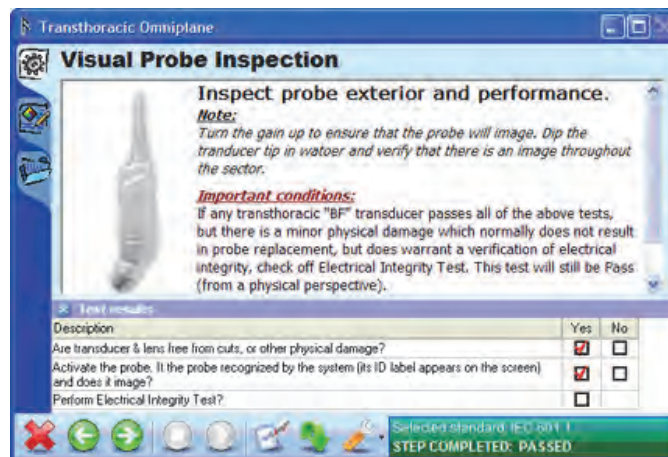 Transthoracic Omniplane
Visual Probe Inspection
Inspect probe exterior and performance.
Note:
Turn the gain up to ensure that the probe will image. Dip the
tranducer tip in watoer and verify that there is an image throughout
the sector.
Important conditions:
If any transthoracic "BF" transducer passes all of the above tests,
but there is a minor physical damage which normally does not result
in probe replacement, but does warrant a verification of electrical
integrity, check off Electrical Integrity Test. This test will still be Pass
(from a physical perspective).
Test results
Description Yes No
Are transducer & lens free from cuts, or other physical damage?
Activate the probe. It the probe recognized by the system (its ID label appears on the screen)
and does it image?
Perform Electrical Integrity Test?
Selected standard: IEC 601.1
STEP COMPLETED: PASSED